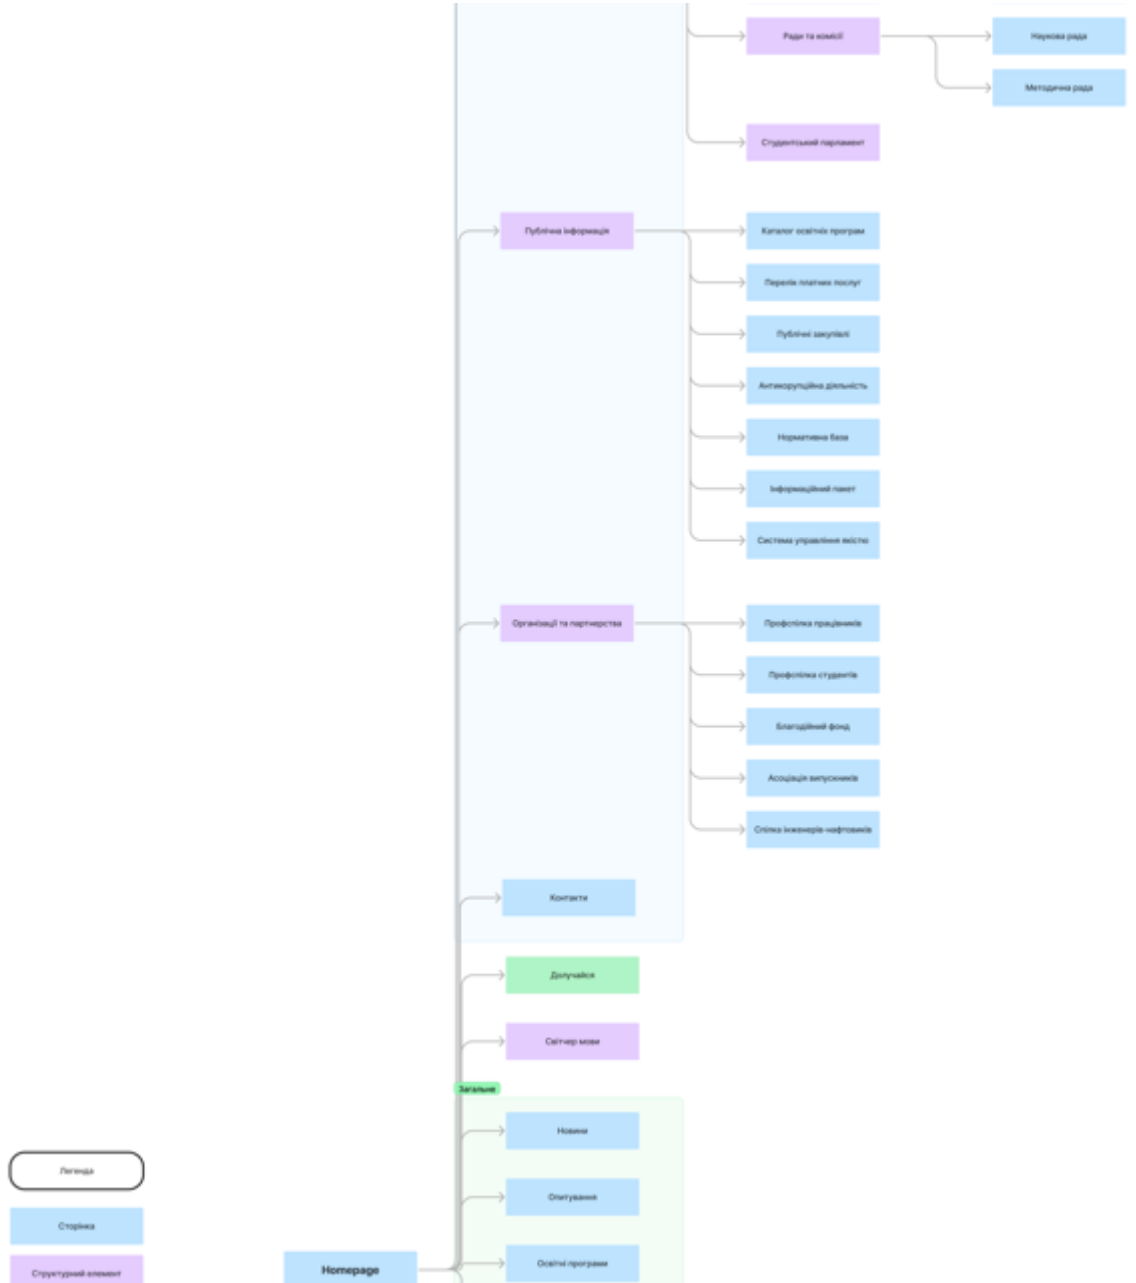 Ради та комісії
Наукова рада
Методична рада
Студентський парламент
Публічна інформація
Каталог освітніх програм
Перелік платних послуг
Публічні закупівлі
Антикорупційна діяльність
Нормативна база
Інформаційний пакет
Система управління якістю
Організації та партнерства
Профспілка працівників
Профспілка студентів
Благодійний фонд
Асоціація випускників
Спілка інженерів-нафтовиків
Контакти
Долучайся
Світчер мови
Загальне
Новини
Легенда
Опитування
Сторінка
Освітні програми
Homepage
Структурний елемент